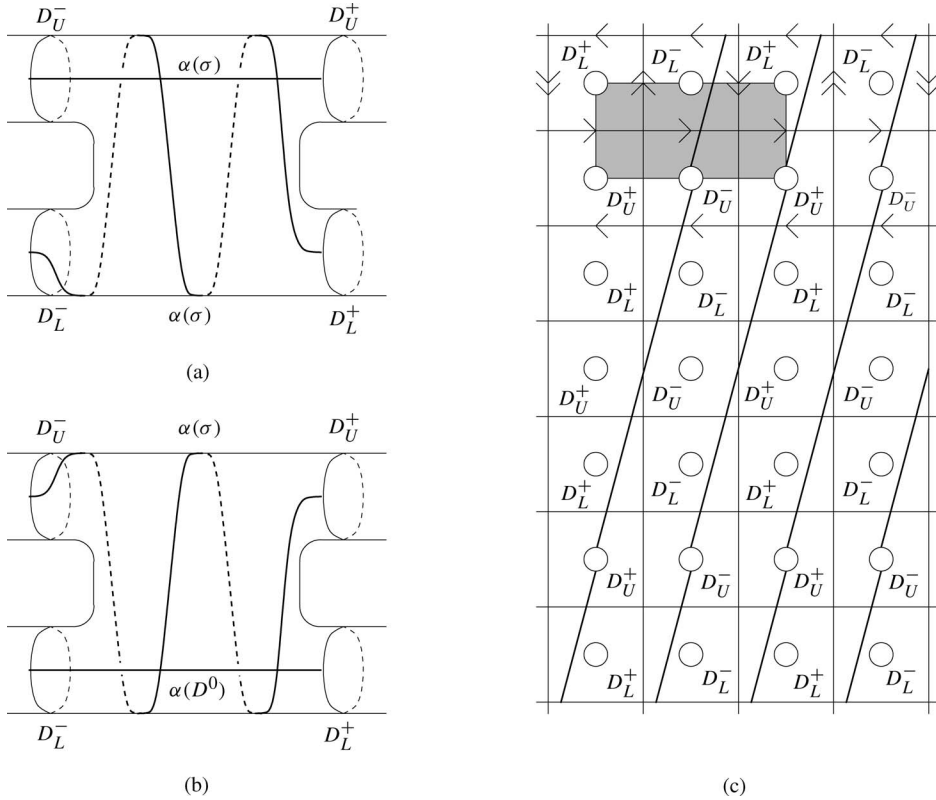 $D_U^-$ $D_U^+$
α(σ)
$D_L^-$ α(σ) $D_L^+$
(a)
$D_U^-$ α(σ) $D_U^+$
α($D^0$)
$D_L^-$ $D_L^+$
(b)
$D_L^+$ $D_L^-$ $D_L^+$ $D_L^-$
$D_U^+$ $D_U^-$ $D_U^+$ $D_U^-$
$D_L^+$ $D_L^-$ $D_L^+$ $D_L^-$
$D_U^+$ $D_U^-$ $D_U^+$ $D_U^-$
$D_L^+$ $D_L^-$ $D_L^+$ $D_L^-$
$D_U^+$ $D_U^-$ $D_U^+$ $D_U^-$
$D_L^+$ $D_L^-$ $D_L^+$ $D_L^-$
(c)